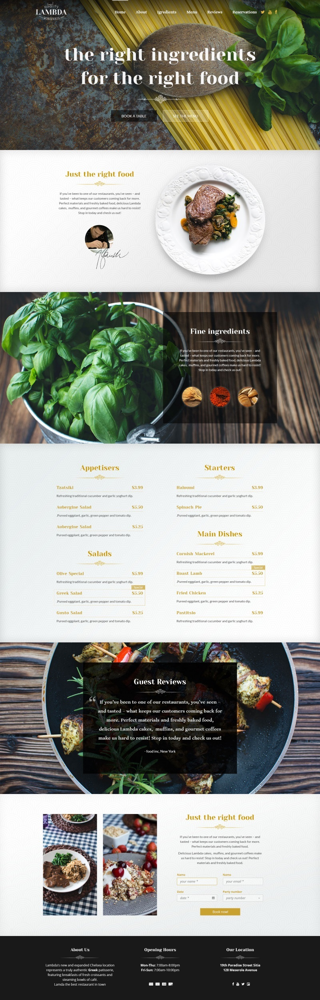 finest
quality
LAMBDA
WORDPRESS
Home About Igredients Menu Reviews Reservations
the right ingredients
for the right food
BOOK A TABLE SEE THE MENU
Just the right food
If you've been to one of our restaurants, you've seen – and
tasted – what keeps our customers coming back for more.
Perfect materials and freshly baked food, delicious Lambda
cakes, muffins, and gourmet coffees make us hard to resist!
Stop in today and check us out!
Fine ingredients
If you've been to one of our restaurants, you've seen – and
tasted – what keeps our customers coming back for more.
Perfect materials and freshly baked food, delicious Lambda
cakes, muffins, and gourmet coffees make us hard to resist!
Stop in today and check us out!
Appetisers
Tzatsiki $3.99
Refreshing traditional cucumber and garlic yoghurt dip.
Aubergine Salad $5.50
.Pureed eggplant, garlic, green pepper and tomato dip.
Aubergine Salad $5.25
Pureed eggplant, garlic, green pepper and tomato dip.
Salads
Olive Special $5.99
Refreshing traditional cucumber and garlic yoghurt dip.
Special
Greek Salad $5.50
.Pureed eggplant, garlic, green pepper and tomato dip.
Gusto Salad $5.25
Pureed eggplant, garlic, green pepper and tomato dip.
Starters
Haloumi $3.99
Refreshing traditional cucumber and garlic yoghurt dip.
Spinach Pie $5.50
.Pureed eggplant, garlic, green pepper and tomato dip.
Main Dishes
Cornish Mackerel $5.99
Refreshing traditional cucumber and garlic yoghurt dip.
Special
Roast Lamb $5.50
.Pureed eggplant, garlic, green pepper and tomato dip.
Fried Chicken $5.25
Pureed eggplant, garlic, green pepper and tomato dip.
Pastitsio $5.99
Refreshing traditional cucumber and garlic yoghurt dip.
Guest Reviews
“ If you've been to one of our restaurants, you've seen –
and tasted – what keeps our customers coming back for
more. Perfect materials and freshly baked food,
delicious Lambda cakes, muffins, and gourmet coffees
make us hard to resist! Stop in today and check us out!
- food inc, New York
Just the right food
If you've been to one of our restaurants, you've seen – and
tasted – what keeps our customers coming back for more.
Perfect materials and freshly baked food.
Delicious Lambda cakes, muffins, and gourmet coffees make
us hard to resist! Stop in today and check us out! Perfect
materials and freshly baked food.
Name Name
your name * your email *
Date Party number
date * party number
Book now!
About Us
Lambda's new and expanded Chelsea location
represents a truly authentic Greek patisserie,
featuring breakfasts of fresh croissants and
steaming bowls of café.
Lamda the best restaurant in town
Opening Hours
Mon-Thu: 7:00am-8:00pm
Fri-Sun: 7:00am-10:00pm
Our Location
19th Paradise Street Sitia
128 Meserole Avenue